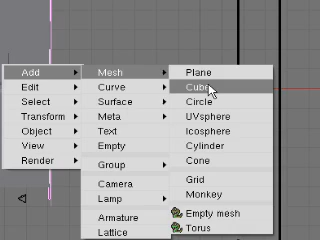 Add
Edit
Select
Transform
Object
View
Render
Mesh
Curve
Surface
Meta
Text
Empty
Group
Camera
Lamp
Armature
Lattice
Plane
Cube
Circle
UVsphere
Icosphere
Cylinder
Cone
Grid
Monkey
Empty mesh
Torus